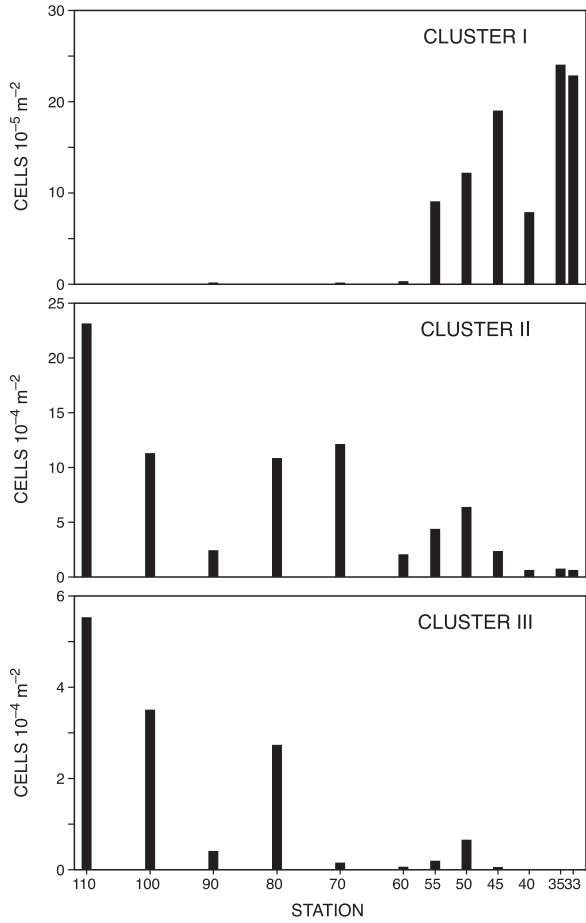 30
CLUSTER I
20
10
0
CELLS 10⁻⁵ m⁻²
25
CLUSTER II
20
15
10
5
0
CELLS 10⁻⁴ m⁻²
6
CLUSTER III
4
2
0
CELLS 10⁻⁴ m⁻²
110 100 90 80 70 60 55 50 45 40 3533
STATION